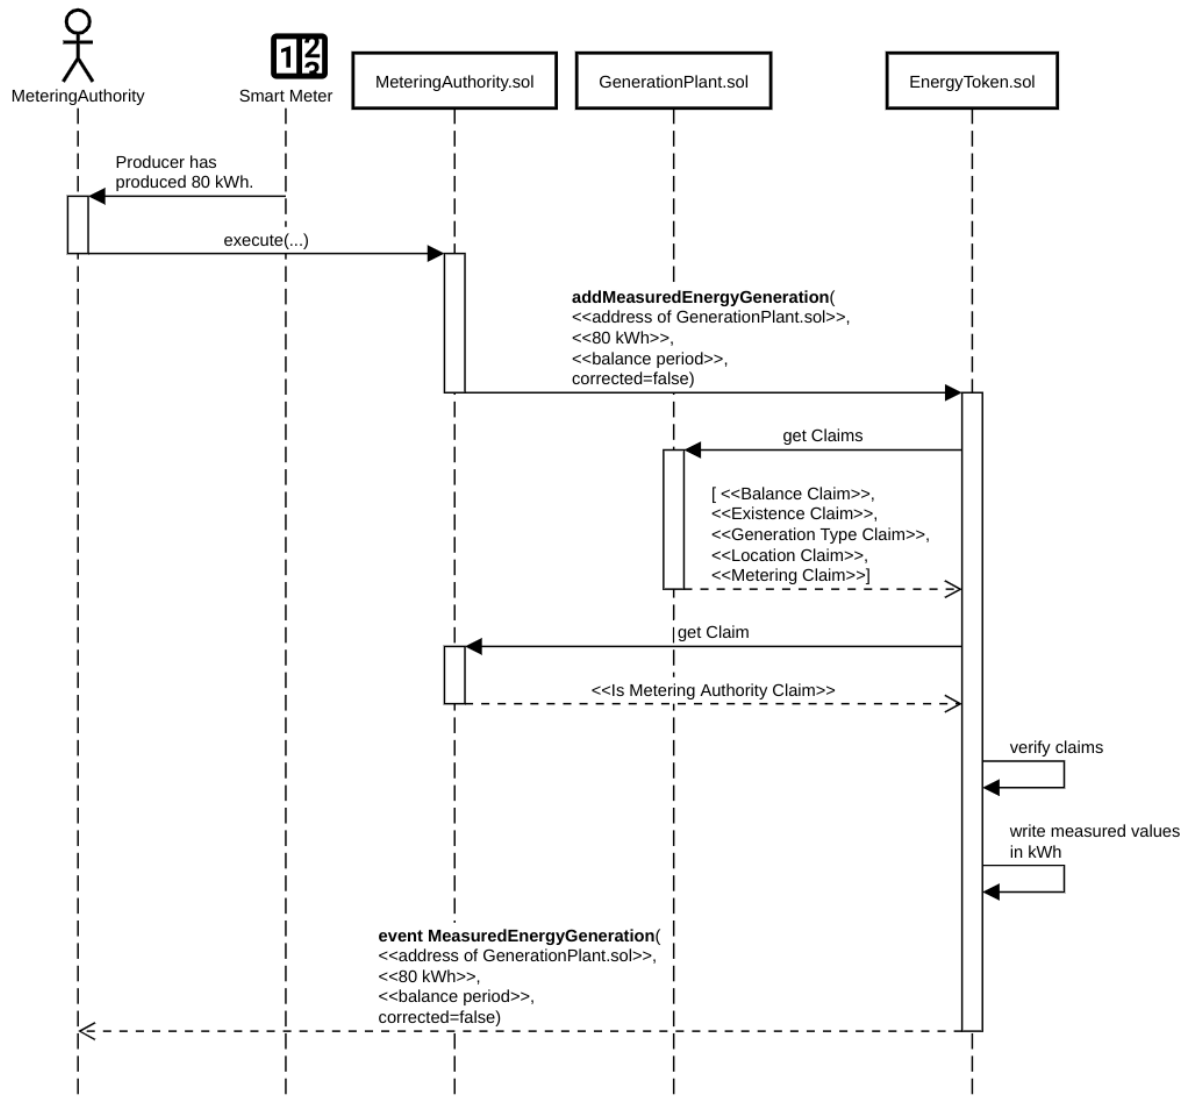 MeteringAuthority
Smart Meter
1 2 3
MeteringAuthority.sol
GenerationPlant.sol
EnergyToken.sol
Producer has
produced 80 kWh.
execute(...)
addMeasuredEnergyGeneration(
<<address of GenerationPlant.sol>>,
<<80 kWh>>,
<<balance period>>,
corrected=false)
get Claims
[ <<Balance Claim>>,
<<Existence Claim>>,
<<Generation Type Claim>>,
<<Location Claim>>,
<<Metering Claim>>]
get Claim
<<Is Metering Authority Claim>>
verify claims
write measured values
in kWh
event MeasuredEnergyGeneration(
<<address of GenerationPlant.sol>>,
<<80 kWh>>,
<<balance period>>,
corrected=false)